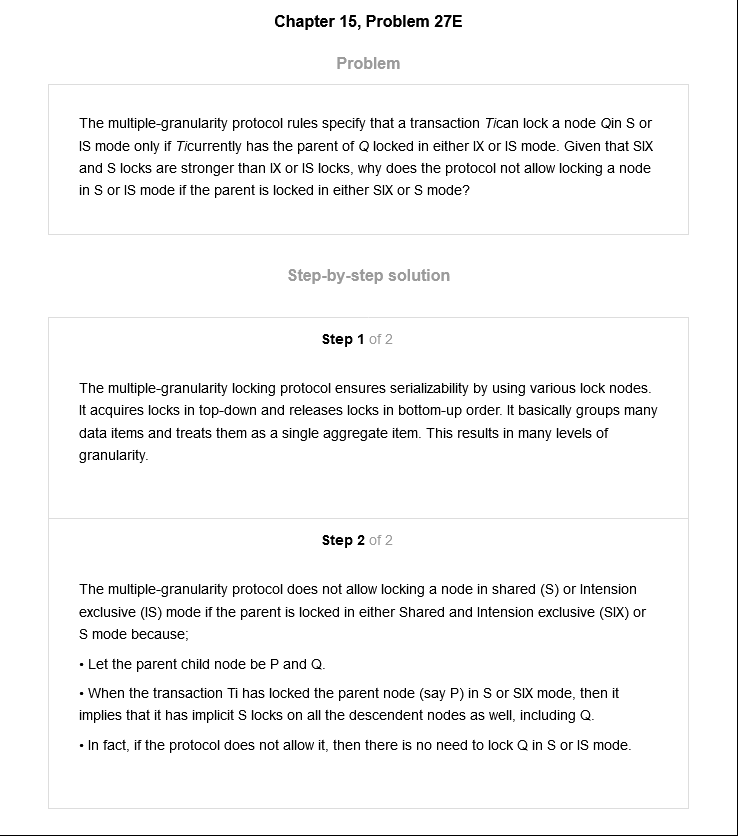 Chapter 15, Problem 27E
Problem
The multiple-granularity protocol rules specify that a transaction Tican lock a node Qin S or
IS mode only if Ticurrently has the parent of Q locked in either IX or IS mode. Given that SIX
and S locks are stronger than IX or IS locks, why does the protocol not allow locking a node
in S or IS mode if the parent is locked in either SIX or S mode?
Step-by-step solution
Step 1 of 2
The multiple-granularity locking protocol ensures serializability by using various lock nodes.
It acquires locks in top-down and releases locks in bottom-up order. It basically groups many
data items and treats them as a single aggregate item. This results in many levels of
granularity.
Step 2 of 2
The multiple-granularity protocol does not allow locking a node in shared (S) or Intension
exclusive (IS) mode if the parent is locked in either Shared and Intension exclusive (SIX) or
S mode because;
• Let the parent child node be P and Q.
• When the transaction Ti has locked the parent node (say P) in S or SIX mode, then it
implies that it has implicit S locks on all the descendent nodes as well, including Q.
• In fact, if the protocol does not allow it, then there is no need to lock Q in S or IS mode.